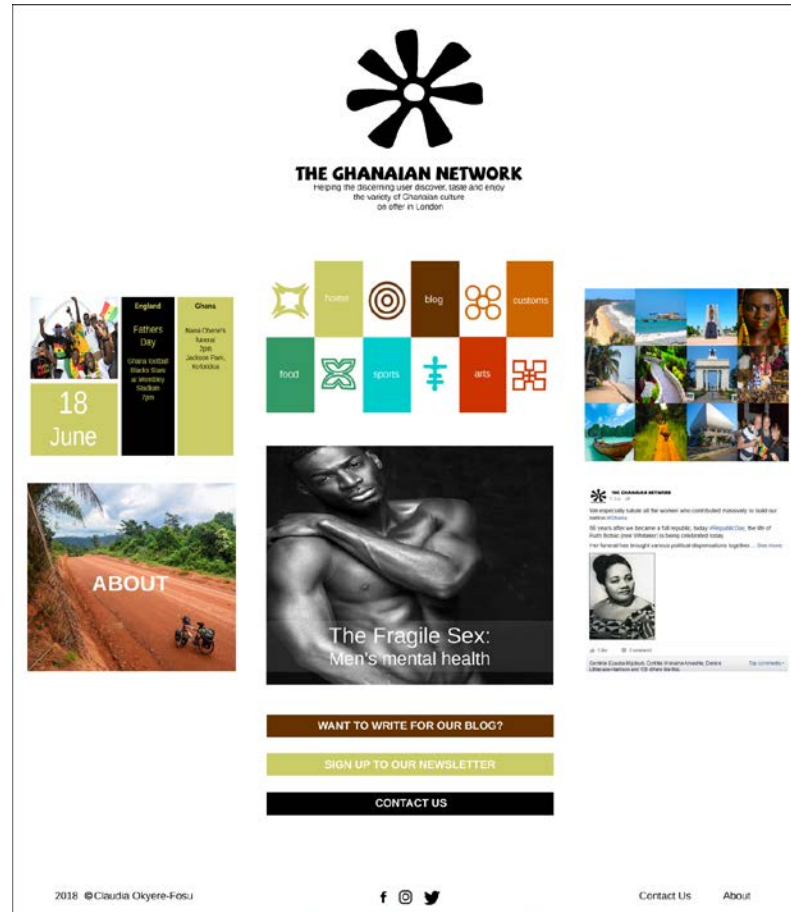 THE GHANAIAN NETWORK
Helping the discerning user discover, taste and enjoy
the variety of Ghanaian culture
on offer in London
home
blog
customs
food
sports
arts
England
Fathers
Day
Ghana football
Blacks Stars
at Wembley
Stadium
7pm
Ghana
Nana Ohene's
funeral
2pm
Jackson Park,
Koforidua
18
June
ABOUT
The Fragile Sex:
Men's mental health
THE GHANAIAN NETWORK
We especially salute all the women who contributed massively to build our
nation #Ghana
56 years after we became a full republic, today #RepublicDay, the life of
Ruth Botsio (nee Whittaker) is being celebrated today.
Her funeral has brought various political dispensations together ... See more
Like Comment
Top comments
WANT TO WRITE FOR OUR BLOG?
SIGN UP TO OUR NEWSLETTER
CONTACT US
2018 ©Claudia Okyere-Fosu
Contact Us About